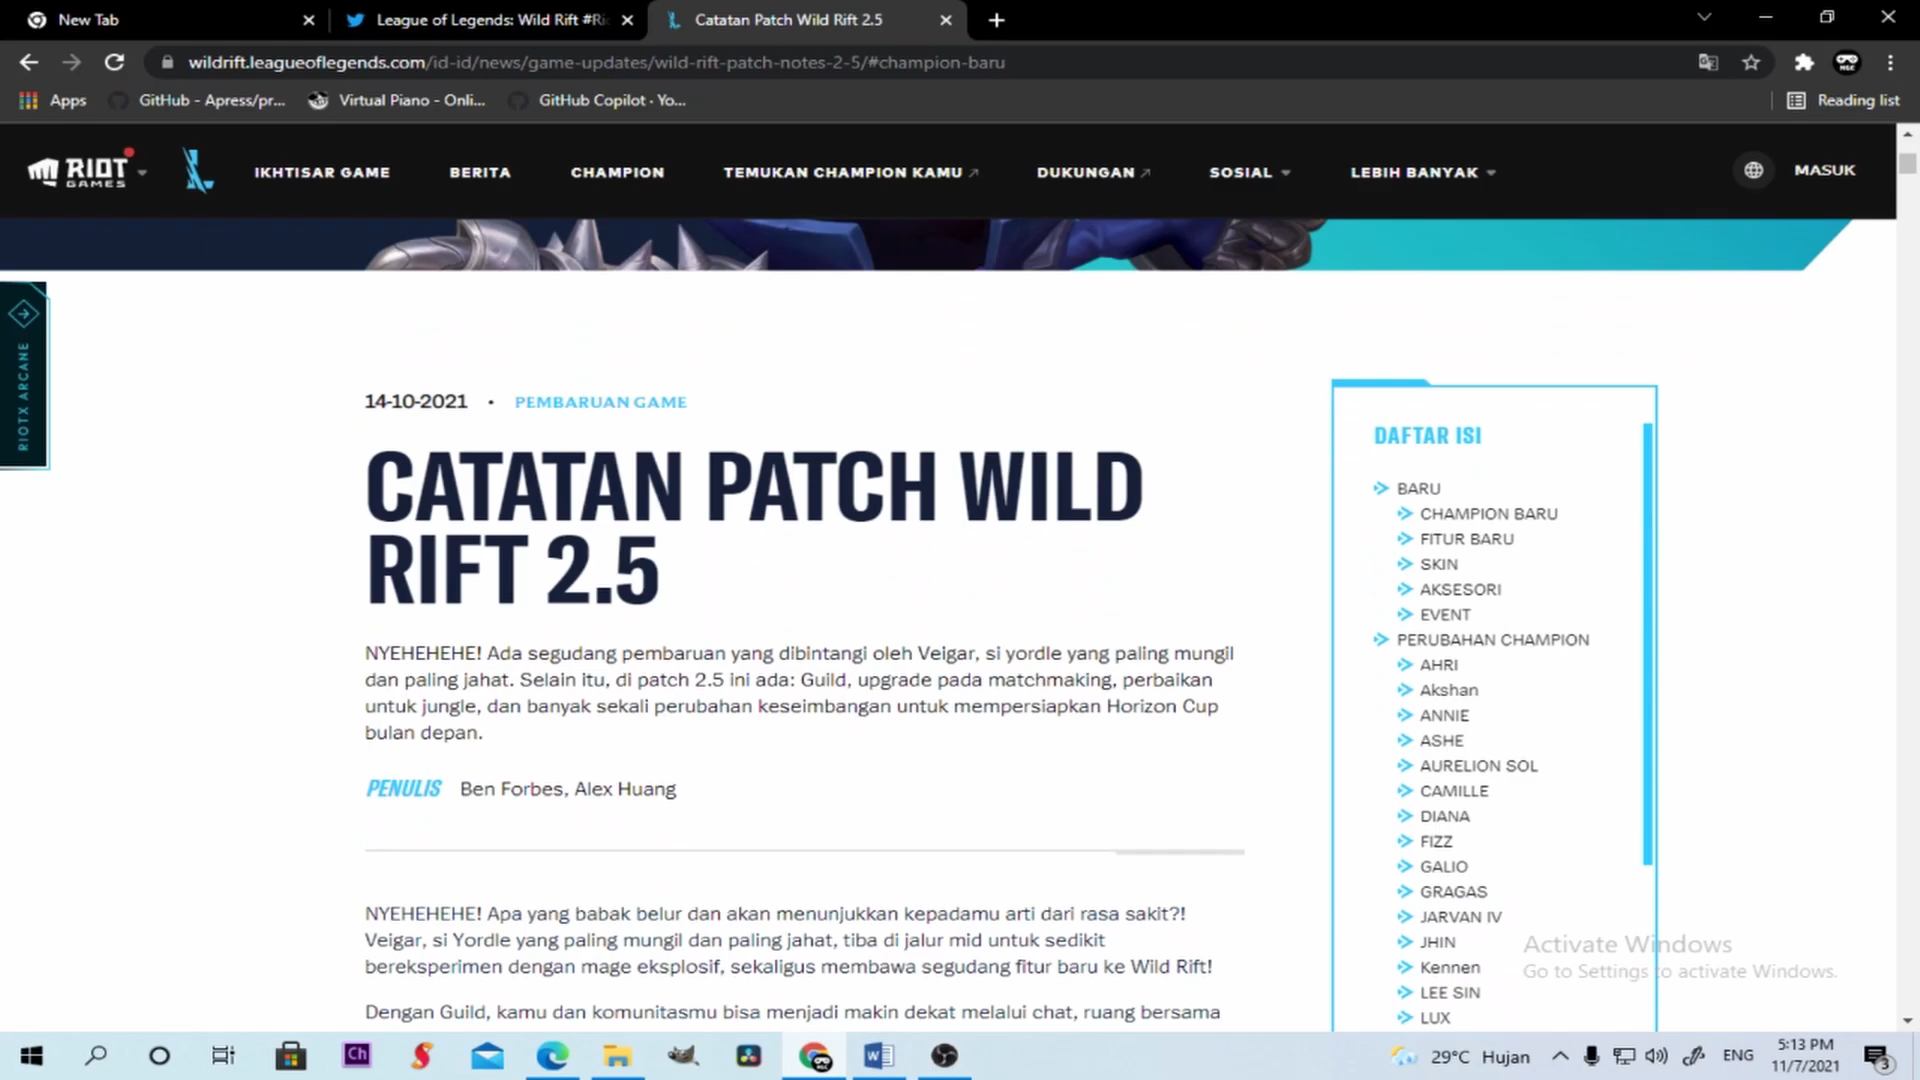 New Tab
League of Legends: Wild Rift #Ri
Catatan Patch Wild Rift 2.5
wildrift.leagueoflegends.com/id-id/news/game-updates/wild-rift-patch-notes-2-5/#champion-baru
Apps
GitHub - Apress/pr...
Virtual Piano - Onli...
GitHub Copilot · Yo...
Reading list
RIOT GAMES
IKHTISAR GAME
BERITA
CHAMPION
TEMUKAN CHAMPION KAMU
DUKUNGAN
SOSIAL
LEBIH BANYAK
MASUK
RIOTX ARCANE
14-10-2021 • PEMBARUAN GAME
CATATAN PATCH WILD
RIFT 2.5
NYEHEHEHE! Ada segudang pembaruan yang dibintangi oleh Veigar, si yordle yang paling mungil
dan paling jahat. Selain itu, di patch 2.5 ini ada: Guild, upgrade pada matchmaking, perbaikan
untuk jungle, dan banyak sekali perubahan keseimbangan untuk mempersiapkan Horizon Cup
bulan depan.
PENULIS Ben Forbes, Alex Huang
NYEHEHEHE! Apa yang babak belur dan akan menunjukkan kepadamu arti dari rasa sakit?!
Veigar, si Yordle yang paling mungil dan paling jahat, tiba di jalur mid untuk sedikit
bereksperimen dengan mage eksplosif, sekaligus membawa segudang fitur baru ke Wild Rift!
Dengan Guild, kamu dan komunitasmu bisa menjadi makin dekat melalui chat, ruang bersama
DAFTAR ISI
BARU
CHAMPION BARU
FITUR BARU
SKIN
AKSESORI
EVENT
PERUBAHAN CHAMPION
AHRI
Akshan
ANNIE
ASHE
AURELION SOL
CAMILLE
DIANA
FIZZ
GALIO
GRAGAS
JARVAN IV
JHIN
Kennen
LEE SIN
LUX
Activate Windows
Go to Settings to activate Windows.
Ch
29°C Hujan
ENG
5:13 PM
11/7/2021
3